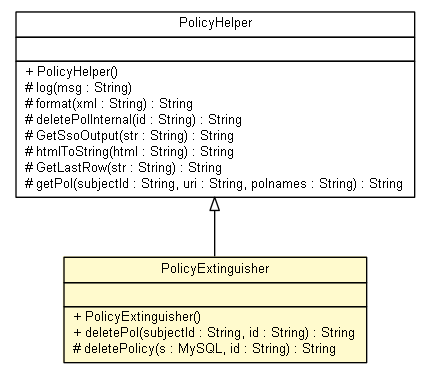 PolicyHelper
+ PolicyHelper()
# log(msg : String)
# format(xml : String) : String
# deletePolInternal(id : String) : String
# GetSsoOutput(str : String) : String
# htmlToString(html : String) : String
# GetLastRow(str : String) : String
# getPol(subjectId : String, uri : String, polnames : String) : String
PolicyExtinguisher
+ PolicyExtinguisher()
+ deletePol(subjectId : String, id : String) : String
# deletePolicy(s : MySQL, id : String) : String